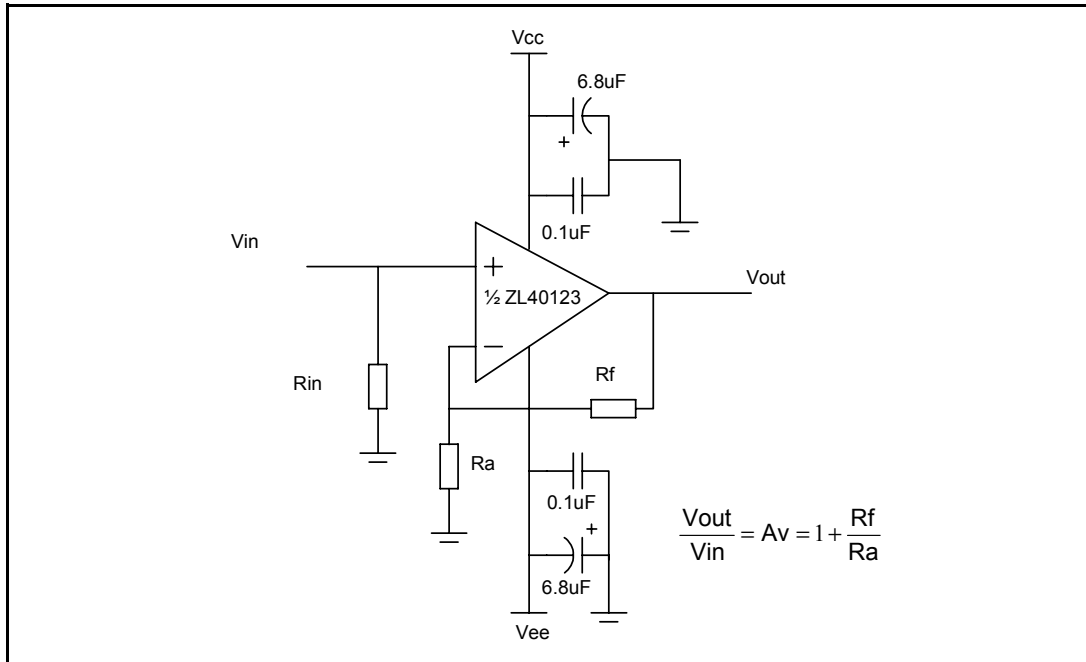 Vcc
6.8uF
+
0.1uF
Vin
Vout
+
½ ZL40123
−
Rf
Rin
Ra
0.1uF
+
6.8uF
Vee
Vout/Vin = Av = 1 + Rf/Ra